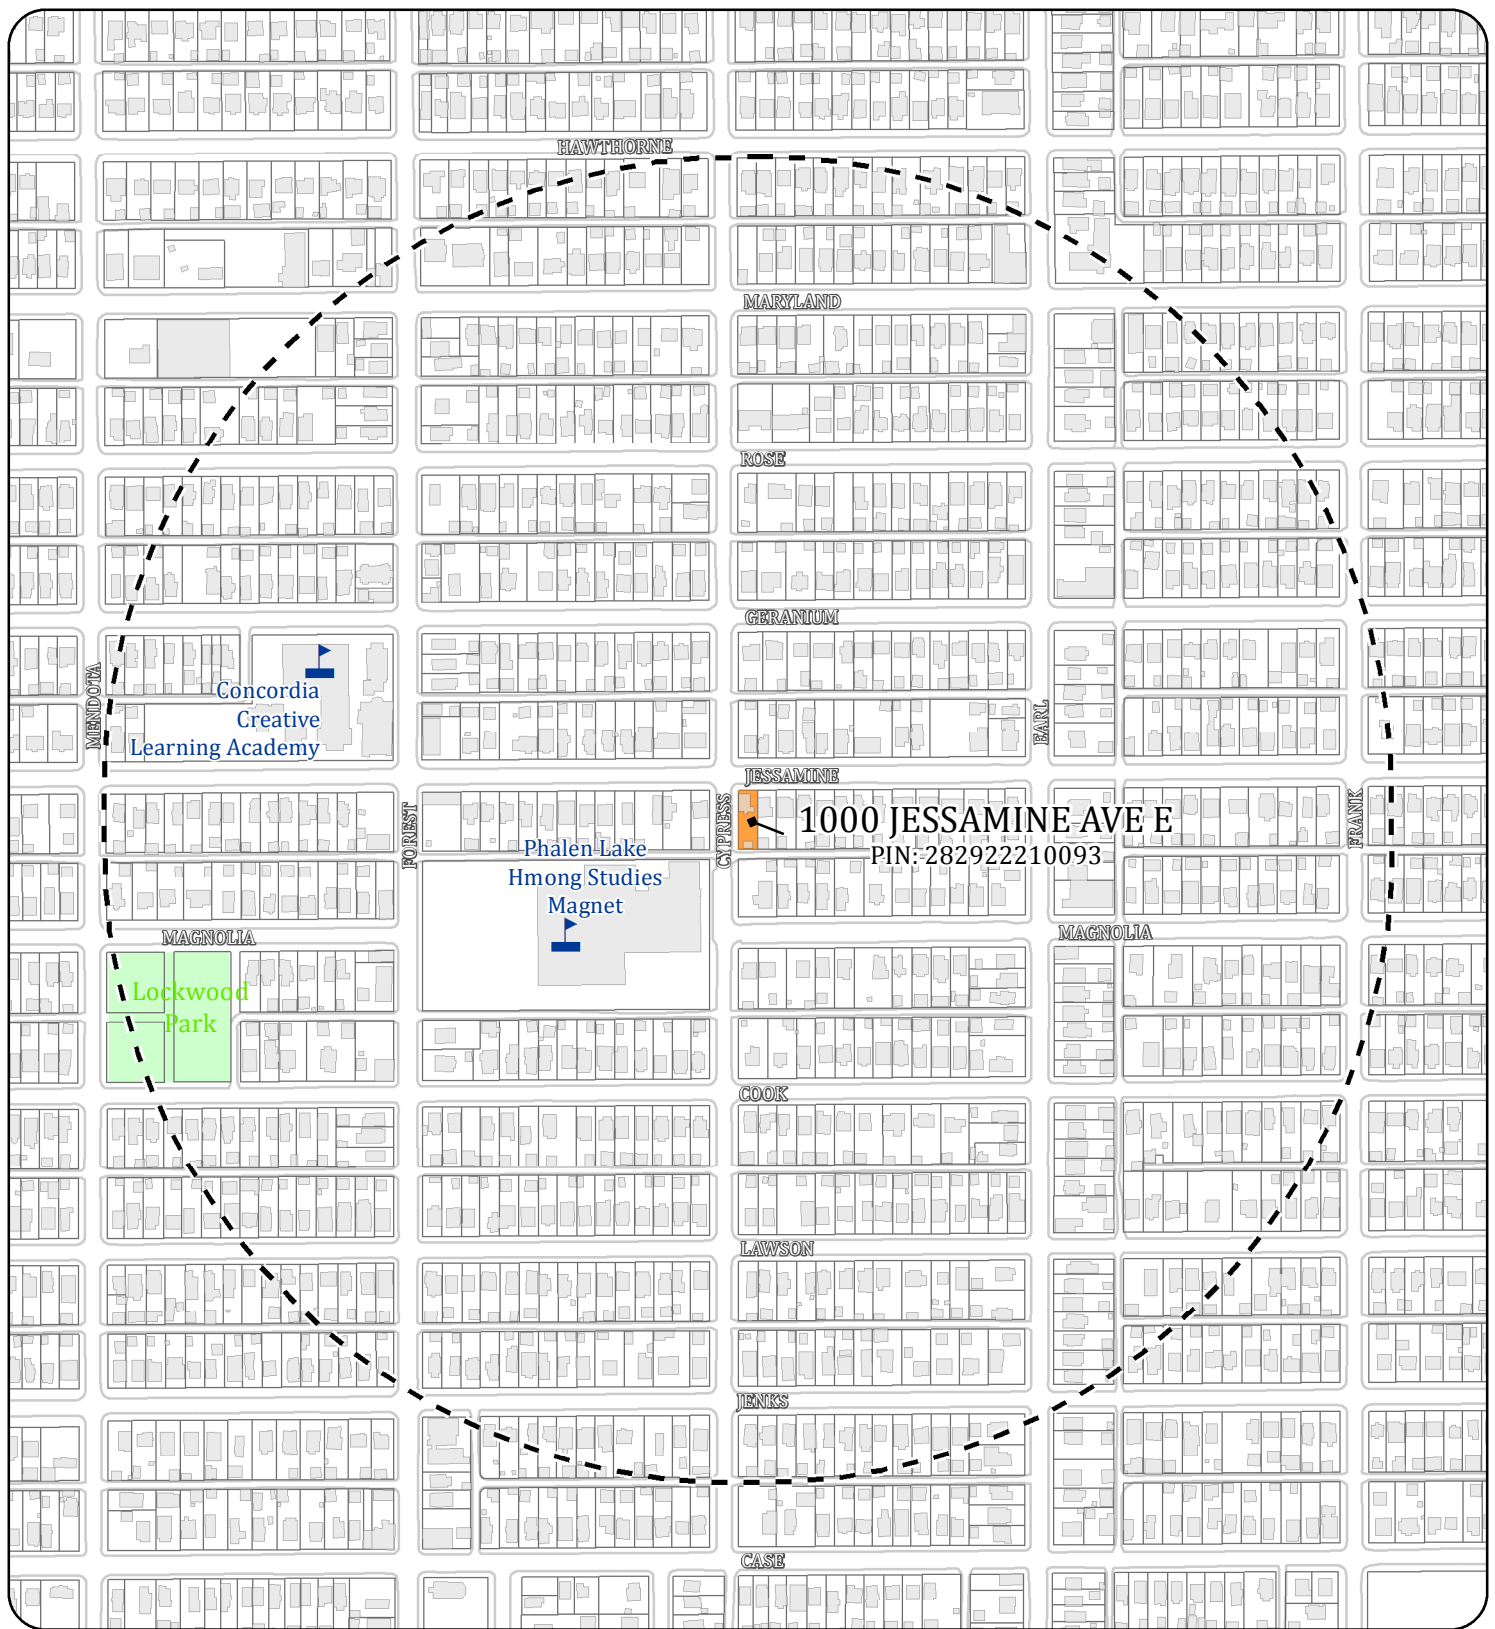 HAWTHORNE
MARYLAND
ROSE
GERANIUM
MENDOTA
Concordia
Creative
Learning Academy
EARL
JESSAMINE
FOREST
CYPRESS
1000 JESSAMINE AVE E
PIN: 282922210093
FRANK
Phalen Lake
Hmong Studies
Magnet
MAGNOLIA
MAGNOLIA
Lockwood
Park
COOK
LAWSON
JENKS
CASE